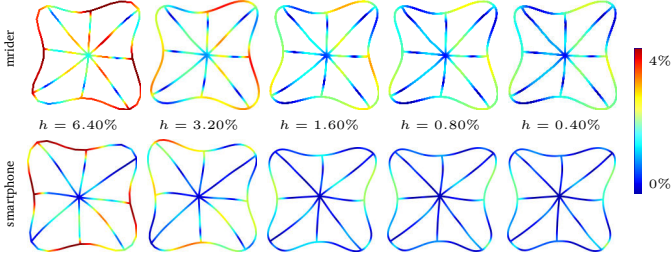 mrider
4%
h = 6.40% h = 3.20% h = 1.60% h = 0.80% h = 0.40%
0%
smartphone